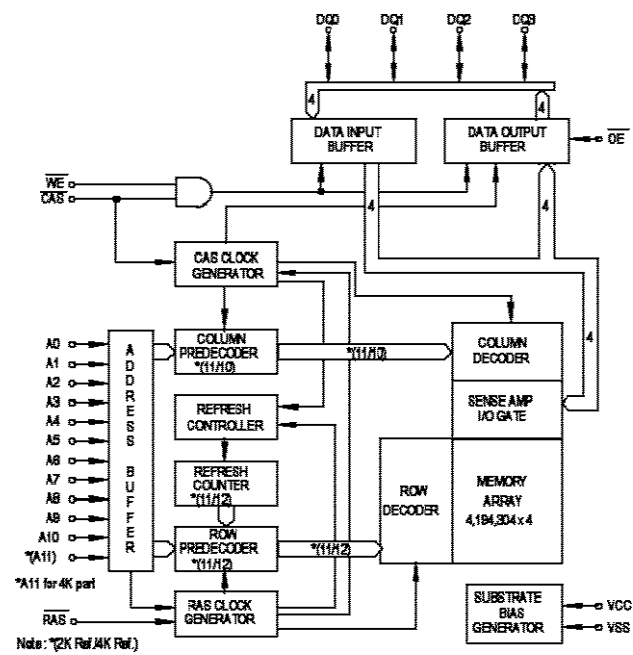 DQ0 DQ1 DQ2 DQ3
4 4
DATA INPUT
BUFFER
DATA OUTPUT
BUFFER
OE
WE
CAS
4 4
CAS CLOCK
GENERATOR
4
A0
A1
A2
A3
A4
A5
A6
A7
A8
A9
A10
*(A11)
ADDRESS BUFFER
COLUMN
PREDECODER
*(11/10)
*(11/10)
COLUMN
DECODER
REFRESH
CONTROLLER
SENSE AMP
I/O GATE
REFRESH
COUNTER
*(11/12)
ROW
DECODER
MEMORY
ARRAY
4,194,304 x 4
ROW
PREDECODER
*(11/12)
*(11/12)
*A11 for 4K part
RAS
RAS CLOCK
GENERATOR
SUBSTRATE
BIAS
GENERATOR
VCC
VSS
Note : *(2K Ref./4K Ref.)